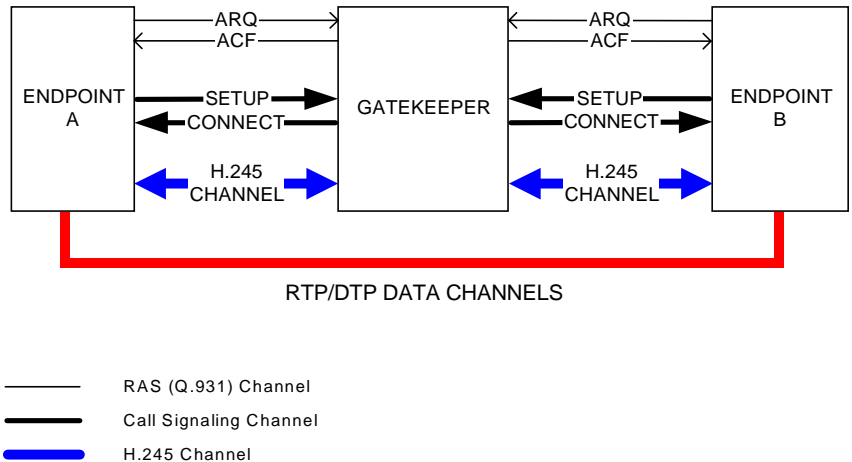 ARQ
ACF
ARQ
ACF
ENDPOINT
A
SETUP
CONNECT
GATEKEEPER
SETUP
CONNECT
ENDPOINT
B
H.245
CHANNEL
H.245
CHANNEL
RTP/DTP DATA CHANNELS
RAS (Q.931) Channel
Call Signaling Channel
H.245 Channel